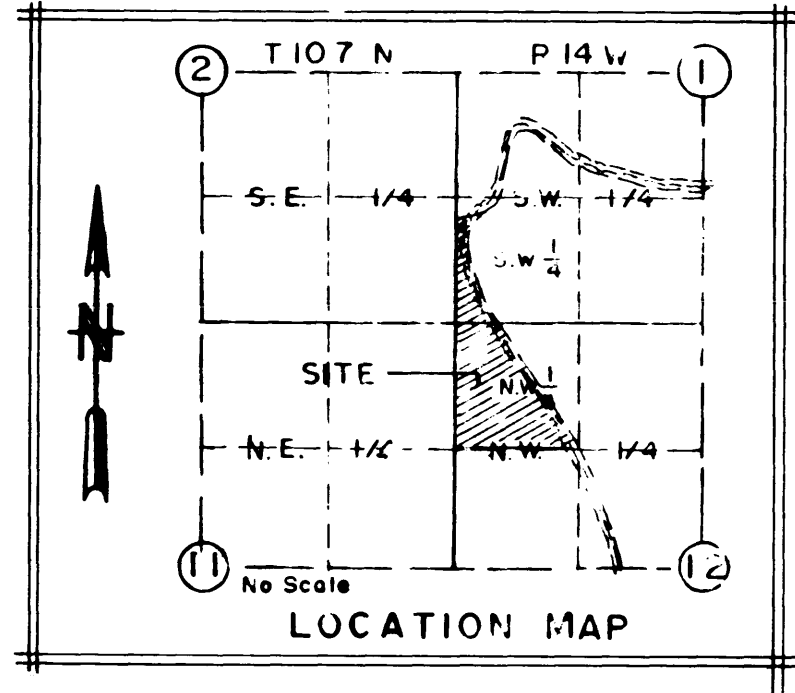 2 T 107 N R 14 W 1
S.E. 1/4 S.W. 1/4
S.W 1/4
N
SITE
N.W 1/4
N.E. 1/4 N.W. 1/4
11 12
No Scale
LOCATION MAP